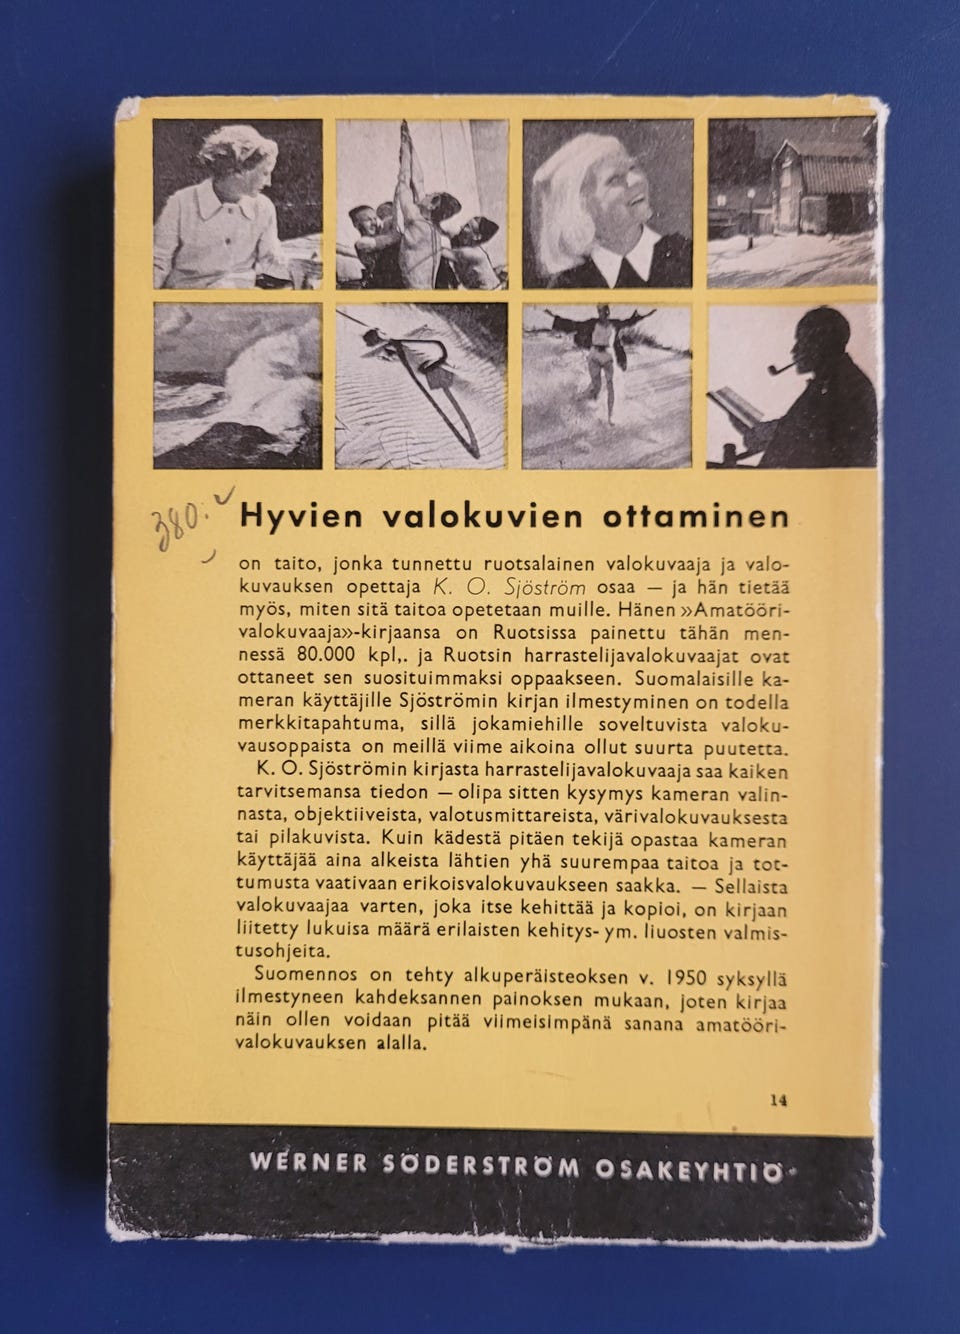 380:
Hyvien valokuvien ottaminen
on taito, jonka tunnettu ruotsalainen valokuvaaja ja valo-
kuvauksen opettaja K. O. Sjöström osaa — ja hän tietää
myös, miten sitä taitoa opetetaan muille. Hänen »Amatööri-
valokuvaaja»-kirjaansa on Ruotsissa painettu tähän men-
nessä 80.000 kpl,. ja Ruotsin harrastelijavalokuvaajat ovat
ottaneet sen suosituimmaksi oppaakseen. Suomalaisille ka-
meran käyttäjille Sjöströmin kirjan ilmestyminen on todella
merkkitapahtuma, sillä jokamiehille soveltuvista valoku-
vausoppaista on meillä viime aikoina ollut suurta puutetta.
K. O. Sjöströmin kirjasta harrastelijavalokuvaaja saa kaiken
tarvitsemansa tiedon — olipa sitten kysymys kameran valin-
nasta, objektiiveista, valotusmittareista, värivalokuvauksesta
tai pilakuvista. Kuin kädestä pitäen tekijä opastaa kameran
käyttäjää aina alkeista lähtien yhä suurempaa taitoa ja tot-
tumusta vaativaan erikoisvalokuvaukseen saakka. — Sellaista
valokuvaajaa varten, joka itse kehittää ja kopioi, on kirjaan
liitetty lukuisa määrä erilaisten kehitys- ym. liuosten valmis-
tusohjeita.
Suomennos on tehty alkuperäisteoksen v. 1950 syksyllä
ilmestyneen kahdeksannen painoksen mukaan, joten kirjaa
näin ollen voidaan pitää viimeisimpänä sanana amatööri-
valokuvauksen alalla.
14
WERNER SÖDERSTRÖM OSAKEYHTIÖ